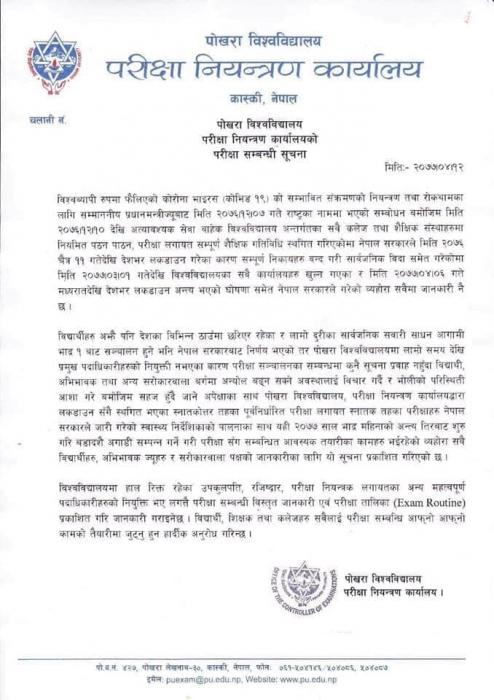 पोखरा विश्वविद्यालय
परीक्षा नियन्त्रण कार्यालय
कास्की, नेपाल
चलानी नं.
पोखरा विश्वविद्यालय
परीक्षा नियन्त्रण कार्यालयको
परीक्षा सम्बन्धी सूचना
मितिः- २०७७।०४।१२
विश्वव्यापी रुपमा फैलिएको कोरोना भाइरस (कोभिड १९) को सम्भावित संक्रमणको नियन्त्रण तथा रोकथामका
लागि सम्माननीय प्रधानमन्त्रीज्यूबाट मिति २०७६।१२।०७ गते राष्ट्रका नाममा भएको सम्वोधन बमोजिम मिति
२०७६।१२।१० देखि अत्यावश्यक सेवा वाहेक विश्वविद्यालय अन्तर्गतका सबै कलेज तथा शैक्षिक संस्थाहरुमा
नियमित पठन पाठन, परीक्षा लगायत सम्पूर्ण शैक्षिक गतिविधि स्थगित गरिएकोमा नेपाल सरकारले मिति २०७६
चैत्र ११ गतेदेखि देशभर लकडाउन गरेका कारण सम्पूर्ण निकायहरु बन्द गरी सार्वजनिक विदा समेत गरेकोमा
मिति २०७७।०३।०१ गतेदेखि विश्वविद्यालयका सबै कार्यालयहरु खुल्न गएका र मिति २०७७।०४।०६ गते
मध्यरातदेखि देशभर लकडाउन अन्त्य भएको घोषणा समेत नेपाल सरकारले गरेको व्यहोरा सबैमा जानकारी नै
छ ।
विद्यार्थीहरु अझै पनि देशका विभिन्न ठाउँमा छरिएर रहेका र लामो दुरीका सार्वजनिक सवारी साधन आगामी
भाद्र १ बाट सञ्चालन हुने भनि नेपाल सरकारबाट निर्णय भएको तर पोखरा विश्वविद्यालयमा लामो समय देखि
प्रमुख पदाधिकारीहरुको नियुक्ती नभएका कारण परीक्षा सञ्चालनका सम्बन्धमा कुनै सूचना प्रवाह नहुँदा विद्यार्थी,
अभिभावक तथा अन्य सरोकारवाला वर्गमा अन्योल बढ्न सक्ने अवस्थालाई विचार गर्दै र भोलीको परिस्थिती
आशा गरे बमोजिम सहज हुँदै जाने अपेक्षाका साथ पोखरा विश्वविद्यालय, परीक्षा नियन्त्रण कार्यालयद्धारा
लकडाउन सँगै स्थगित भएका स्नातकोत्तर तहका पूर्वनिर्धारित परीक्षा लगायत स्नातक तहका परीक्षाहरु नेपाल
सरकारले जारी गरेको स्वास्थ्य निर्देशिकाको पालनाका साथ यही २०७७ साल भाद्र महिनाको अन्त्य तिरबाट शुरु
गरि बडादशैं अगाडी सम्पन्न गर्ने गरी परीक्षा संग सम्बन्धित आवस्यक तयारीका कामहरु भईरहेको व्यहोरा सबै
विद्यार्थीहरु, अभिभावक ज्यूहरु र सरोकारवाला पक्षको जानकारीका लागि यो सूचना प्रकाशित गरिएको छ ।
विश्वविद्यालयमा हाल रिक्त रहेका उपकुलपति, रजिष्ट्रार, परीक्षा नियन्त्रक लगायतका अन्य महत्वपूर्ण
पदाधिकारीहरुको नियुक्ति भए लगत्तै परीक्षा सम्बन्धी विस्तृत जानकारी एवं परीक्षा तालिका (Exam Routine)
प्रकाशित गरि जानकारी गराइनेछ । विद्यार्थी, शिक्षक तथा कलेजहरु सबैलाई परीक्षा सम्बन्धि आफ्नो आफ्नो
कामको तैयारीमा जुट्नु हुन हार्दीक अनुरोध गरिन्छ ।
OFFICE OF THE CONTROLLER OF EXAMINATIONS
पोखरा विश्वविद्यालय
परीक्षा नियन्त्रण कार्यालय ।
पो.ब.नं. ४२७, पोखरा लेखनाथ-३०, कास्की, नेपाल, फोनः ०६१-५०४१४६/५०४०८६, ५०४०८७
इमेलः puexam@pu.edu.np, Website: www.pu.edu.np